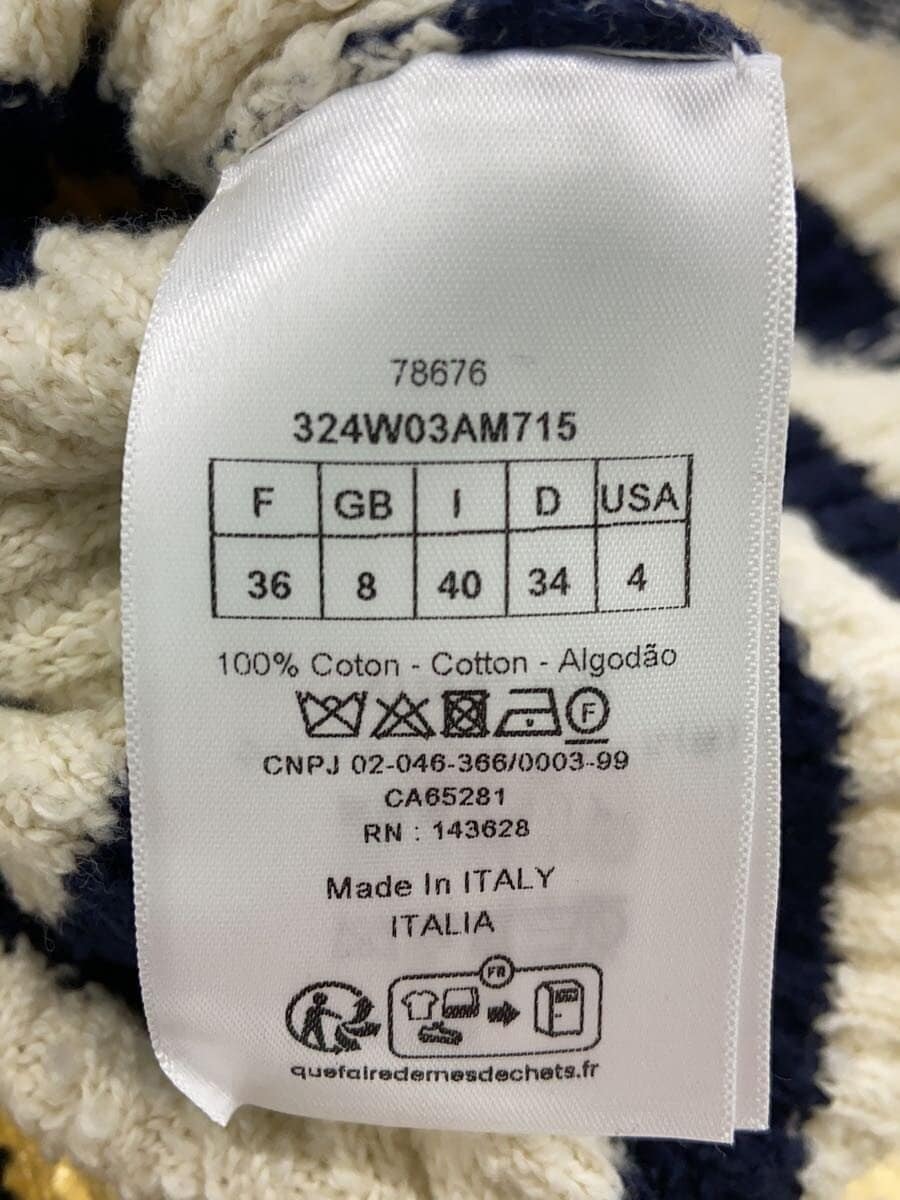 78676
324W03AM715
F GB I D USA
36 8 40 34 4
100% Coton - Cotton - Algodão
F
CNPJ 02-046-366/0003-99
CA65281
RN : 143628
Made In ITALY
ITALIA
FR
quefairedemesdechets.fr